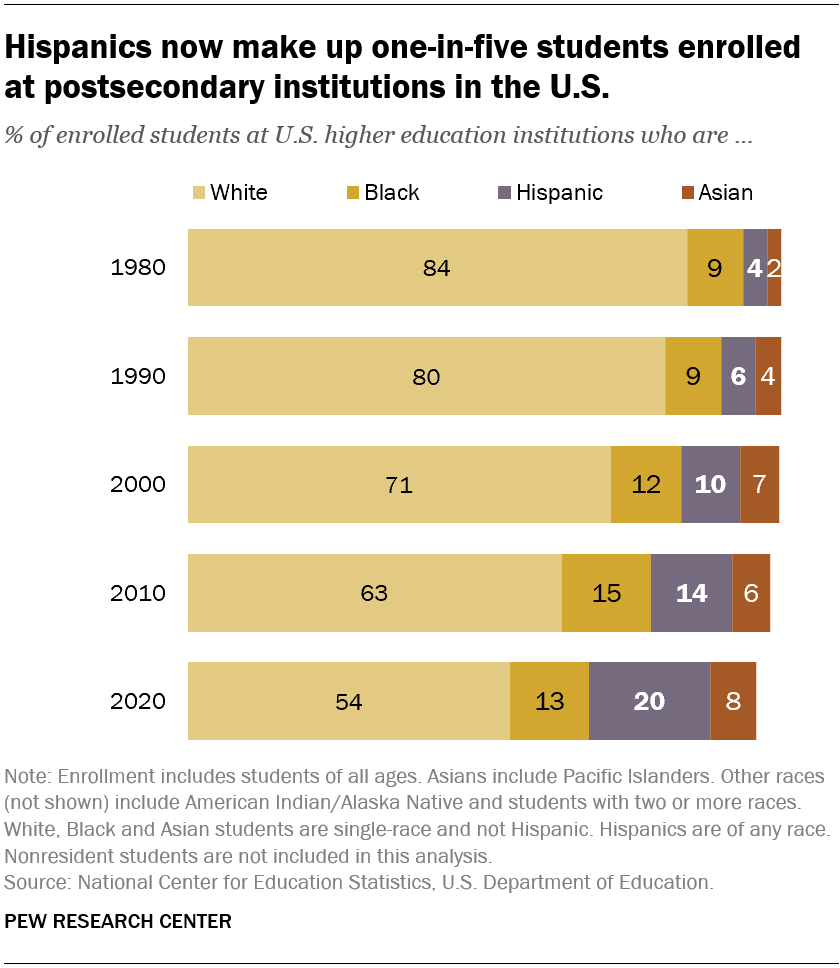 Hispanics now make up one-in-five students enrolled
at postsecondary institutions in the U.S.
% of enrolled students at U.S. higher education institutions who are ...
White Black Hispanic Asian
1980 84 9 4 2
1990 80 9 6 4
2000 71 12 10 7
2010 63 15 14 6
2020 54 13 20 8
Note: Enrollment includes students of all ages. Asians include Pacific Islanders. Other races
(not shown) include American Indian/Alaska Native and students with two or more races.
White, Black and Asian students are single-race and not Hispanic. Hispanics are of any race.
Nonresident students are not included in this analysis.
Source: National Center for Education Statistics, U.S. Department of Education.
PEW RESEARCH CENTER